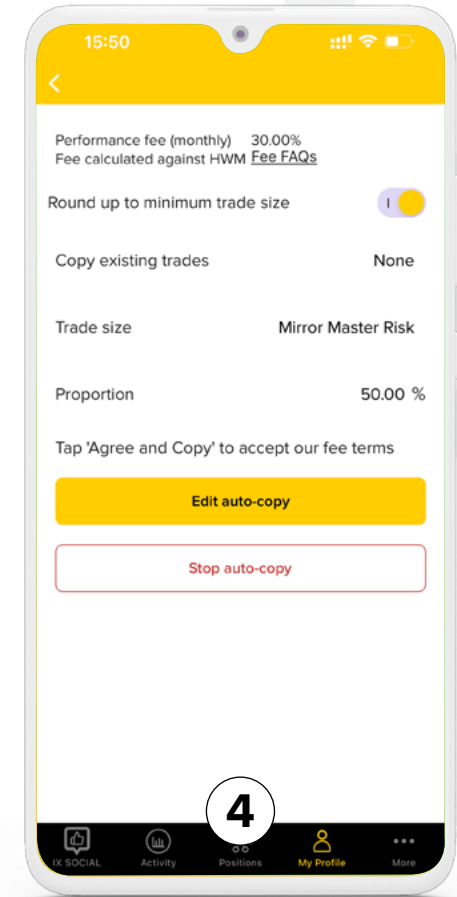 15:50
Performance fee (monthly) 30.00%
Fee calculated against HWM Fee FAQs
Round up to minimum trade size
Copy existing trades None
Trade size Mirror Master Risk
Proportion 50.00 %
Tap 'Agree and Copy' to accept our fee terms
Edit auto-copy
Stop auto-copy
4
IX SOCIAL Activity Positions My Profile More